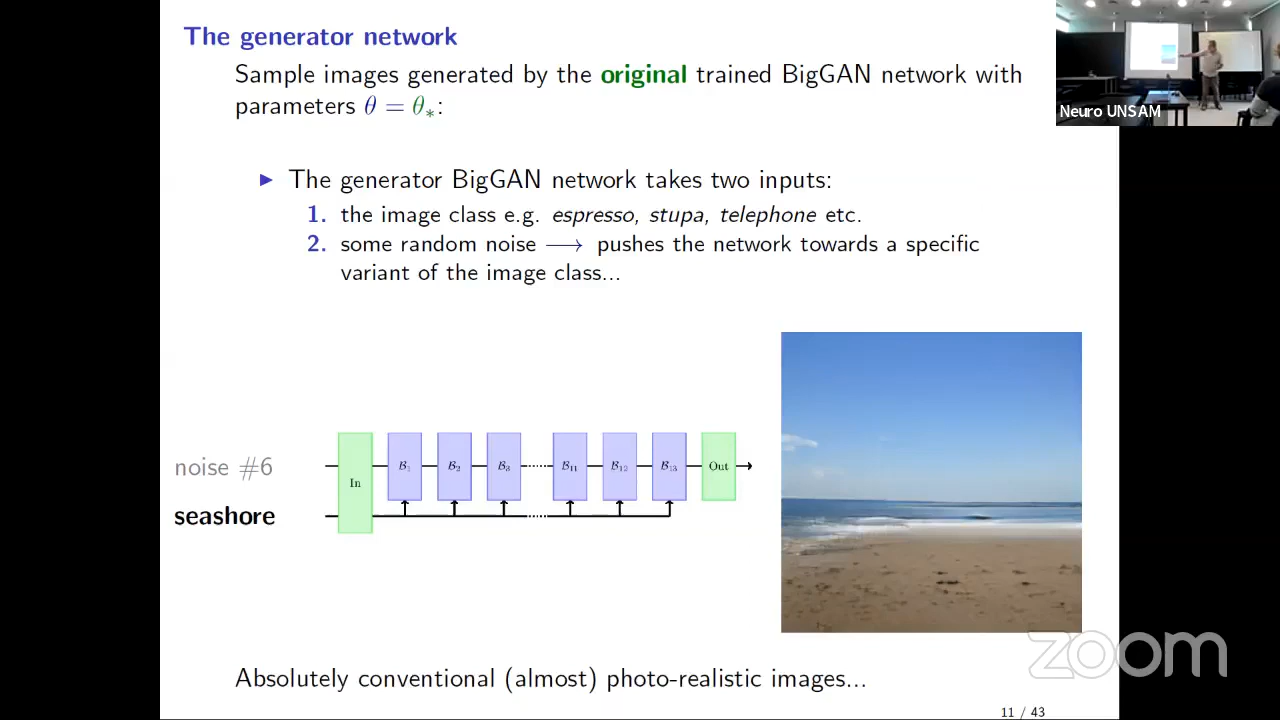 The generator network
Sample images generated by the original trained BigGAN network with
parameters θ = θ∗:
▶ The generator BigGAN network takes two inputs:
1. the image class e.g. espresso, stupa, telephone etc.
2. some random noise ⟶ pushes the network towards a specific
variant of the image class...
noise #6
seashore
In
B₁
B₂
B₃
B₁₁
B₁₂
B₁₃
Out
Absolutely conventional (almost) photo-realistic images...
11 / 43
Neuro UNSAM
zoom